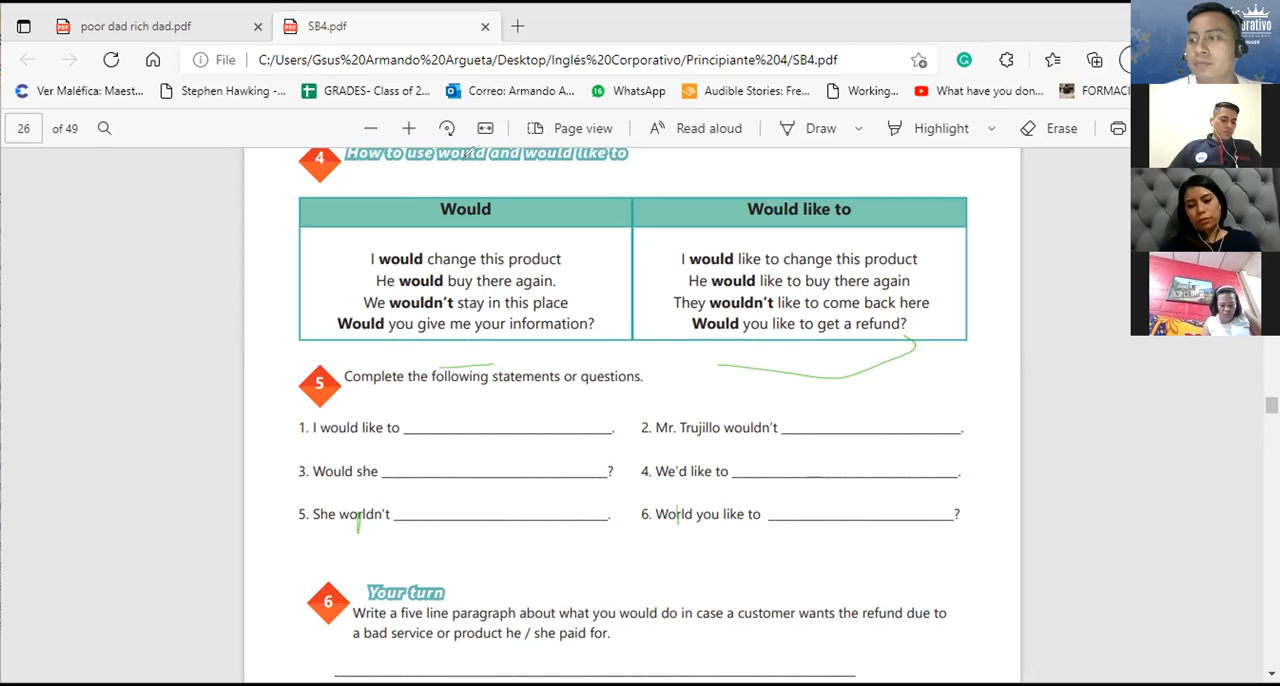 poor dad rich dad.pdf
SB4.pdf
File C:/Users/Gsus%20Armando%20Argueta/Desktop/Inglés%20Corporativo/Principiante%204/SB4.pdf
Ver Maléfica: Maest... Stephen Hawking -... GRADES- Class of 2... Correo: Armando A... WhatsApp Audible Stories: Fre... Working... What have you don... FORMACI
26 of 49 Page view Read aloud Draw Highlight Erase
4 How to use would and would like to
Would Would like to
I would change this product I would like to change this product
He would buy there again. He would like to buy there again
We wouldn't stay in this place They wouldn't like to come back here
Would you give me your information? Would you like to get a refund?
5 Complete the following statements or questions.
1. I would like to ____________________. 2. Mr. Trujillo wouldn't ____________________.
3. Would she ____________________? 4. We'd like to ____________________.
5. She worldn't ____________________. 6. World you like to ____________________?
6 Your turn
Write a five line paragraph about what you would do in case a customer wants the refund due to
a bad service or product he / she paid for.